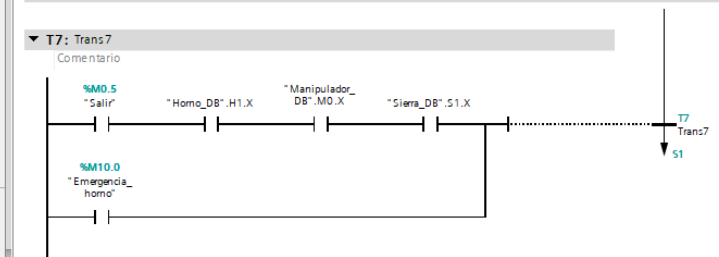 T7: Trans7
Comentario
%M0.5
"Salir"
"Horno_DB".H1.X
"Manipulador_
DB".M0.X
"Sierra_DB".S1.X
T7
Trans7
S1
%M10.0
"Emergencia_
horno"